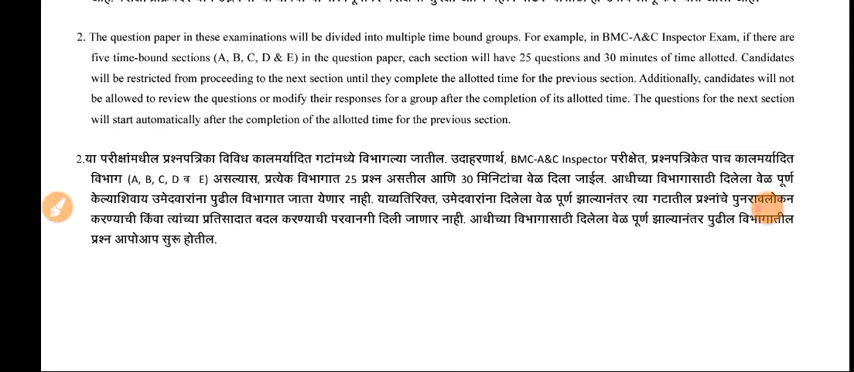 2. The question paper in these examinations will be divided into multiple time bound groups. For example, in BMC-A&C Inspector Exam, if there are
five time-bound sections (A, B, C, D & E) in the question paper, each section will have 25 questions and 30 minutes of time allotted. Candidates
will be restricted from proceeding to the next section until they complete the allotted time for the previous section. Additionally, candidates will not
be allowed to review the questions or modify their responses for a group after the completion of its allotted time. The questions for the next section
will start automatically after the completion of the allotted time for the previous section.
2.या परीक्षांमधील प्रश्नपत्रिका विविध कालमर्यादित गटांमध्ये विभागल्या जातील. उदाहरणार्थ, BMC-A&C Inspector परीक्षेत, प्रश्नपत्रिकेत पाच कालमर्यादित
विभाग (A, B, C, D व E) असल्यास, प्रत्येक विभागात 25 प्रश्न असतील आणि 30 मिनिटांचा वेळ दिला जाईल. आधीच्या विभागासाठी दिलेला वेळ पूर्ण
केल्याशिवाय उमेदवारांना पुढील विभागात जाता येणार नाही. याव्यतिरिक्त, उमेदवारांना दिलेला वेळ पूर्ण झाल्यानंतर त्या गटातील प्रश्नांचे पुनरावलोकन
करण्याची किंवा त्यांच्या प्रतिसादात बदल करण्याची परवानगी दिली जाणार नाही. आधीच्या विभागासाठी दिलेला वेळ पूर्ण झाल्यानंतर पुढील विभागातील
प्रश्न आपोआप सुरू होतील.